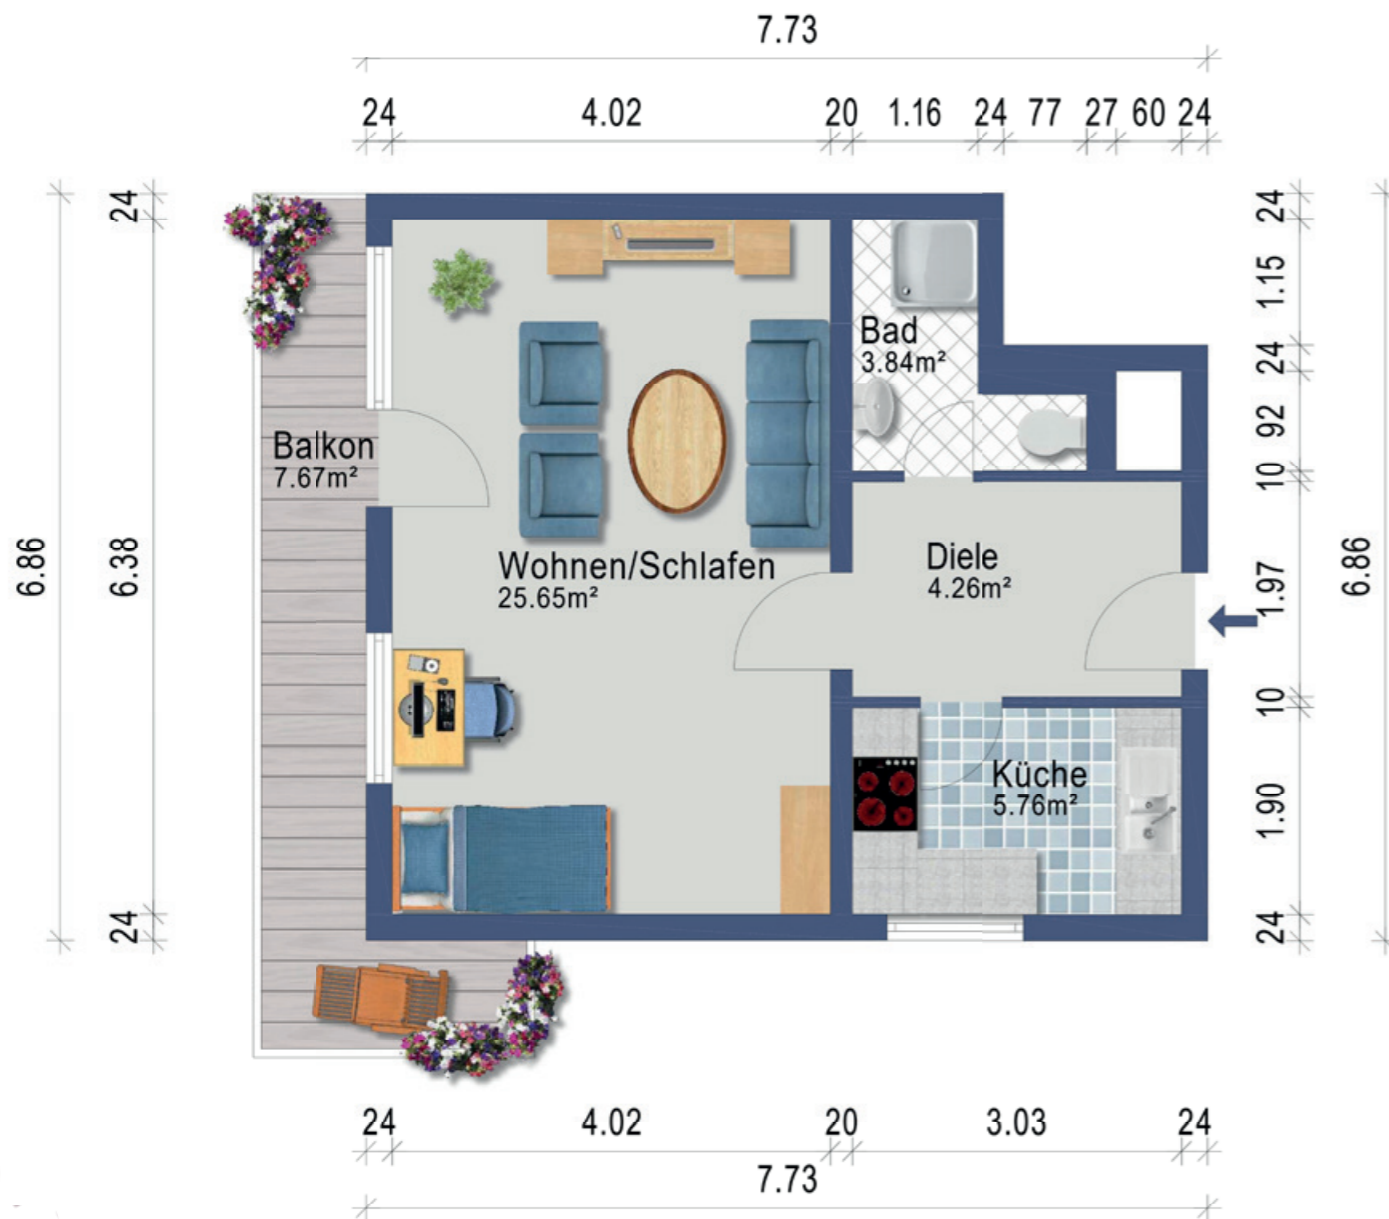 7.73
24 4.02 20 1.16 24 77 27 60 24
24
24
1.15
Bad
3.84m²
24
92
Balkon
7.67m²
10
6.86
6.38
Wohnen/Schlafen
25.65m²
Diele
4.26m²
1.97
6.86
10
Küche
5.76m²
1.90
24
24
24 4.02 20 3.03 24
7.73